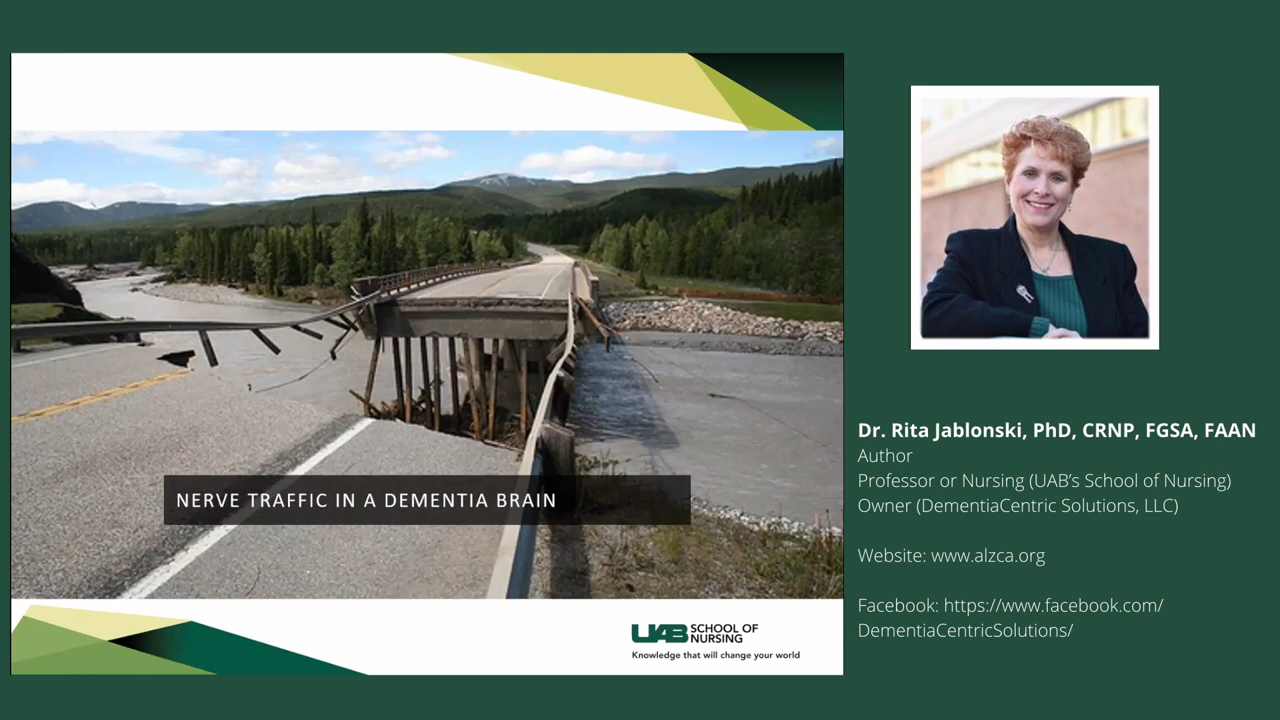 NERVE TRAFFIC IN A DEMENTIA BRAIN
UAB SCHOOL OF
NURSING
Knowledge that will change your world
Dr. Rita Jablonski, PhD, CRNP, FGSA, FAAN
Author
Professor or Nursing (UAB’s School of Nursing)
Owner (DementiaCentric Solutions, LLC)
Website: www.alzca.org
Facebook: https://www.facebook.com/
DementiaCentricSolutions/